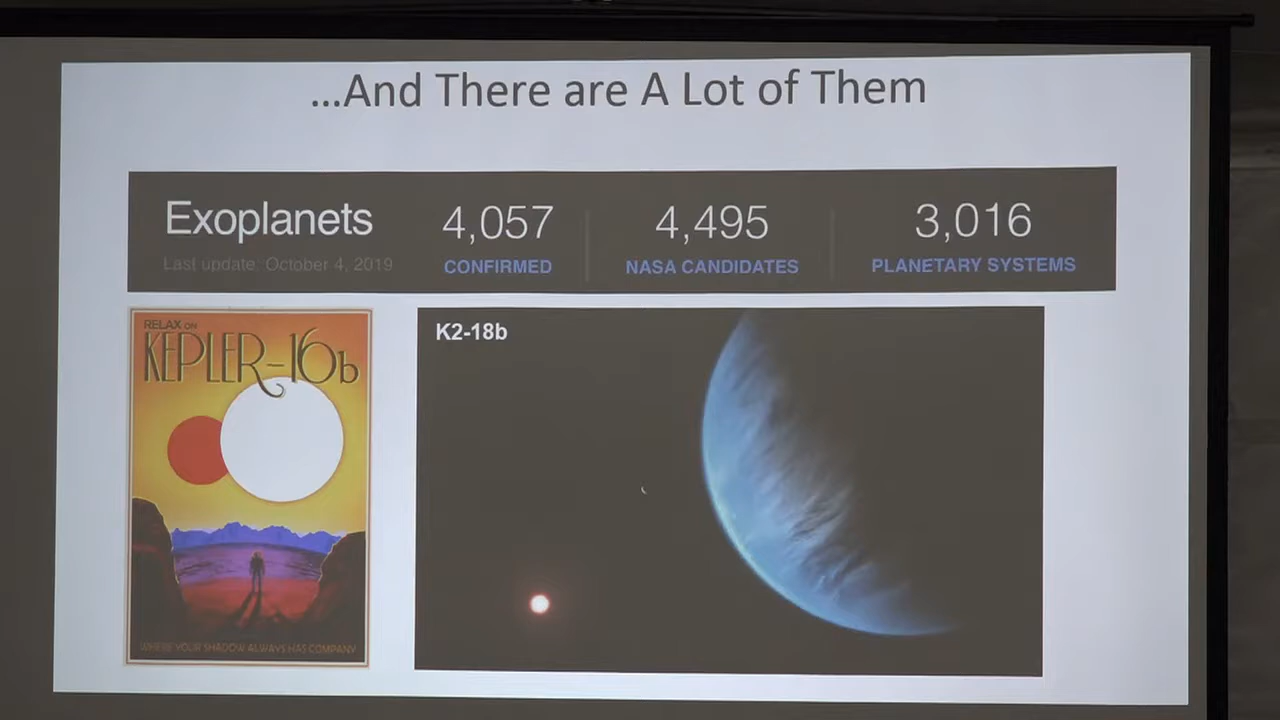 ...And There are A Lot of Them
Exoplanets
Last update: October 4, 2019
4,057
CONFIRMED
4,495
NASA CANDIDATES
3,016
PLANETARY SYSTEMS
RELAX ON
KEPLER-16b
WHERE YOUR SHADOW ALWAYS HAS COMPANY
K2-18b